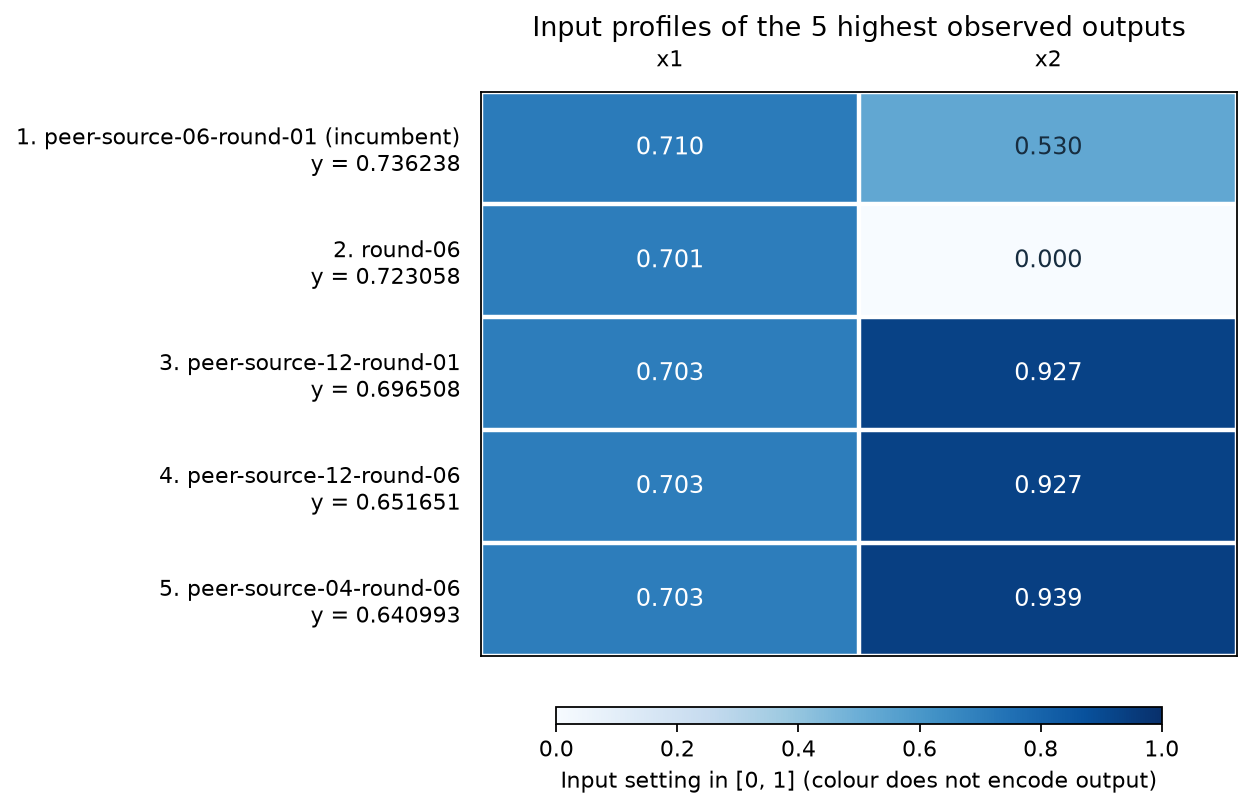 Input profiles of the 5 highest observed outputs
x1
x2
1. peer-source-06-round-01 (incumbent)
y = 0.736238
0.710
0.530
2. round-06
y = 0.723058
0.701
0.000
3. peer-source-12-round-01
y = 0.696508
0.703
0.927
4. peer-source-12-round-06
y = 0.651651
0.703
0.927
5. peer-source-04-round-06
y = 0.640993
0.703
0.939
0.0
0.2
0.4
0.6
0.8
1.0
Input setting in [0, 1] (colour does not encode output)